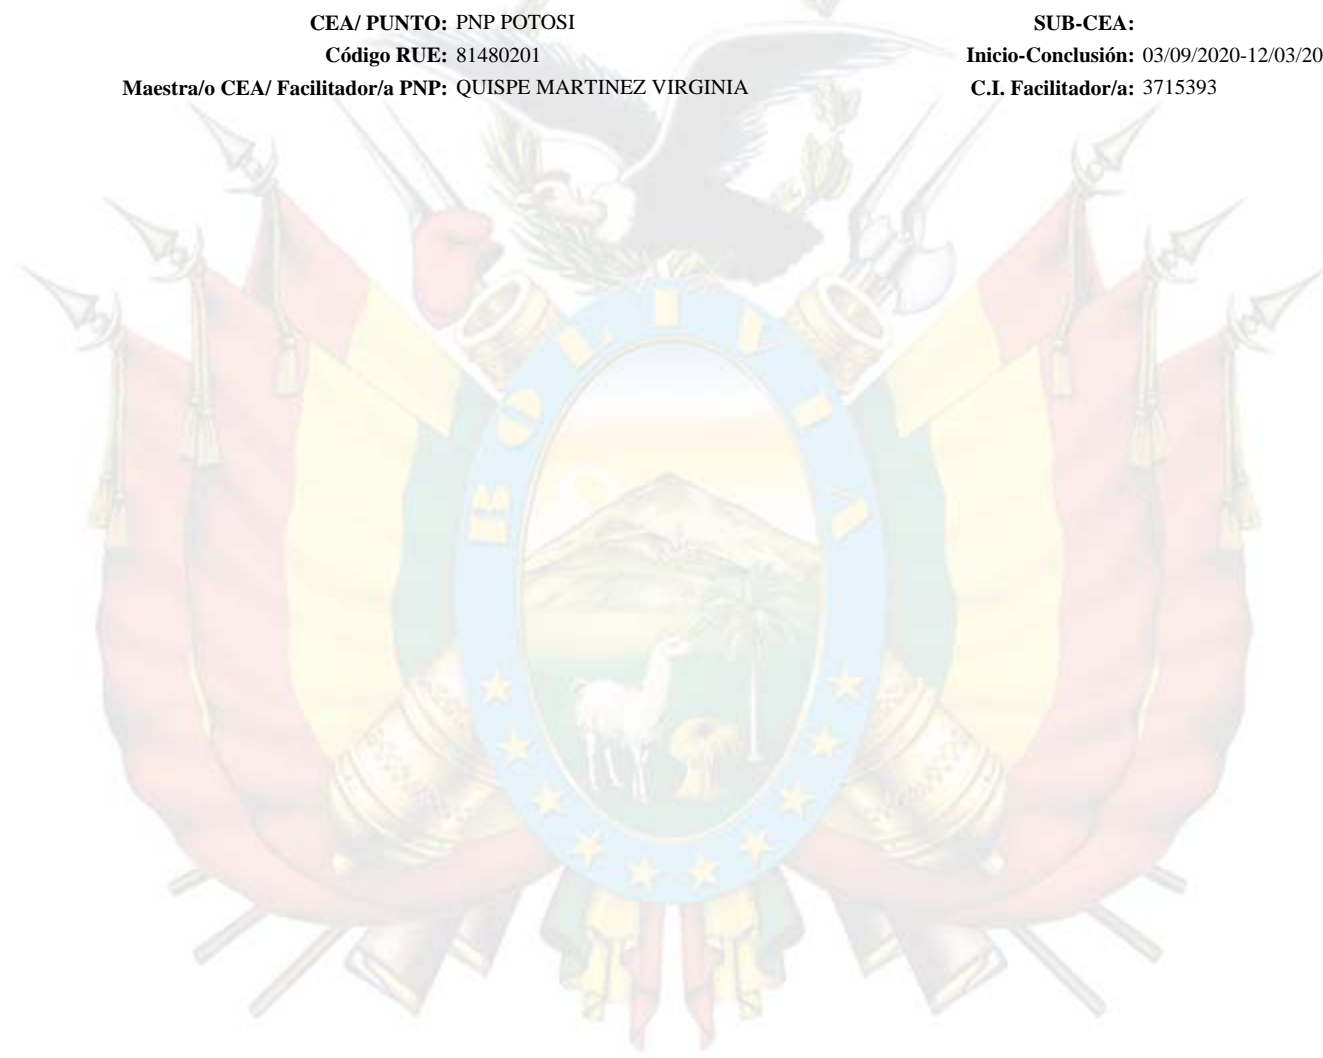 CEA/ PUNTO: PNP POTOSI SUB-CEA:
Código RUE: 81480201 Inicio-Conclusión: 03/09/2020-12/03/20
Maestra/o CEA/ Facilitador/a PNP: QUISPE MARTINEZ VIRGINIA C.I. Facilitador/a: 3715393
BOLIVIA